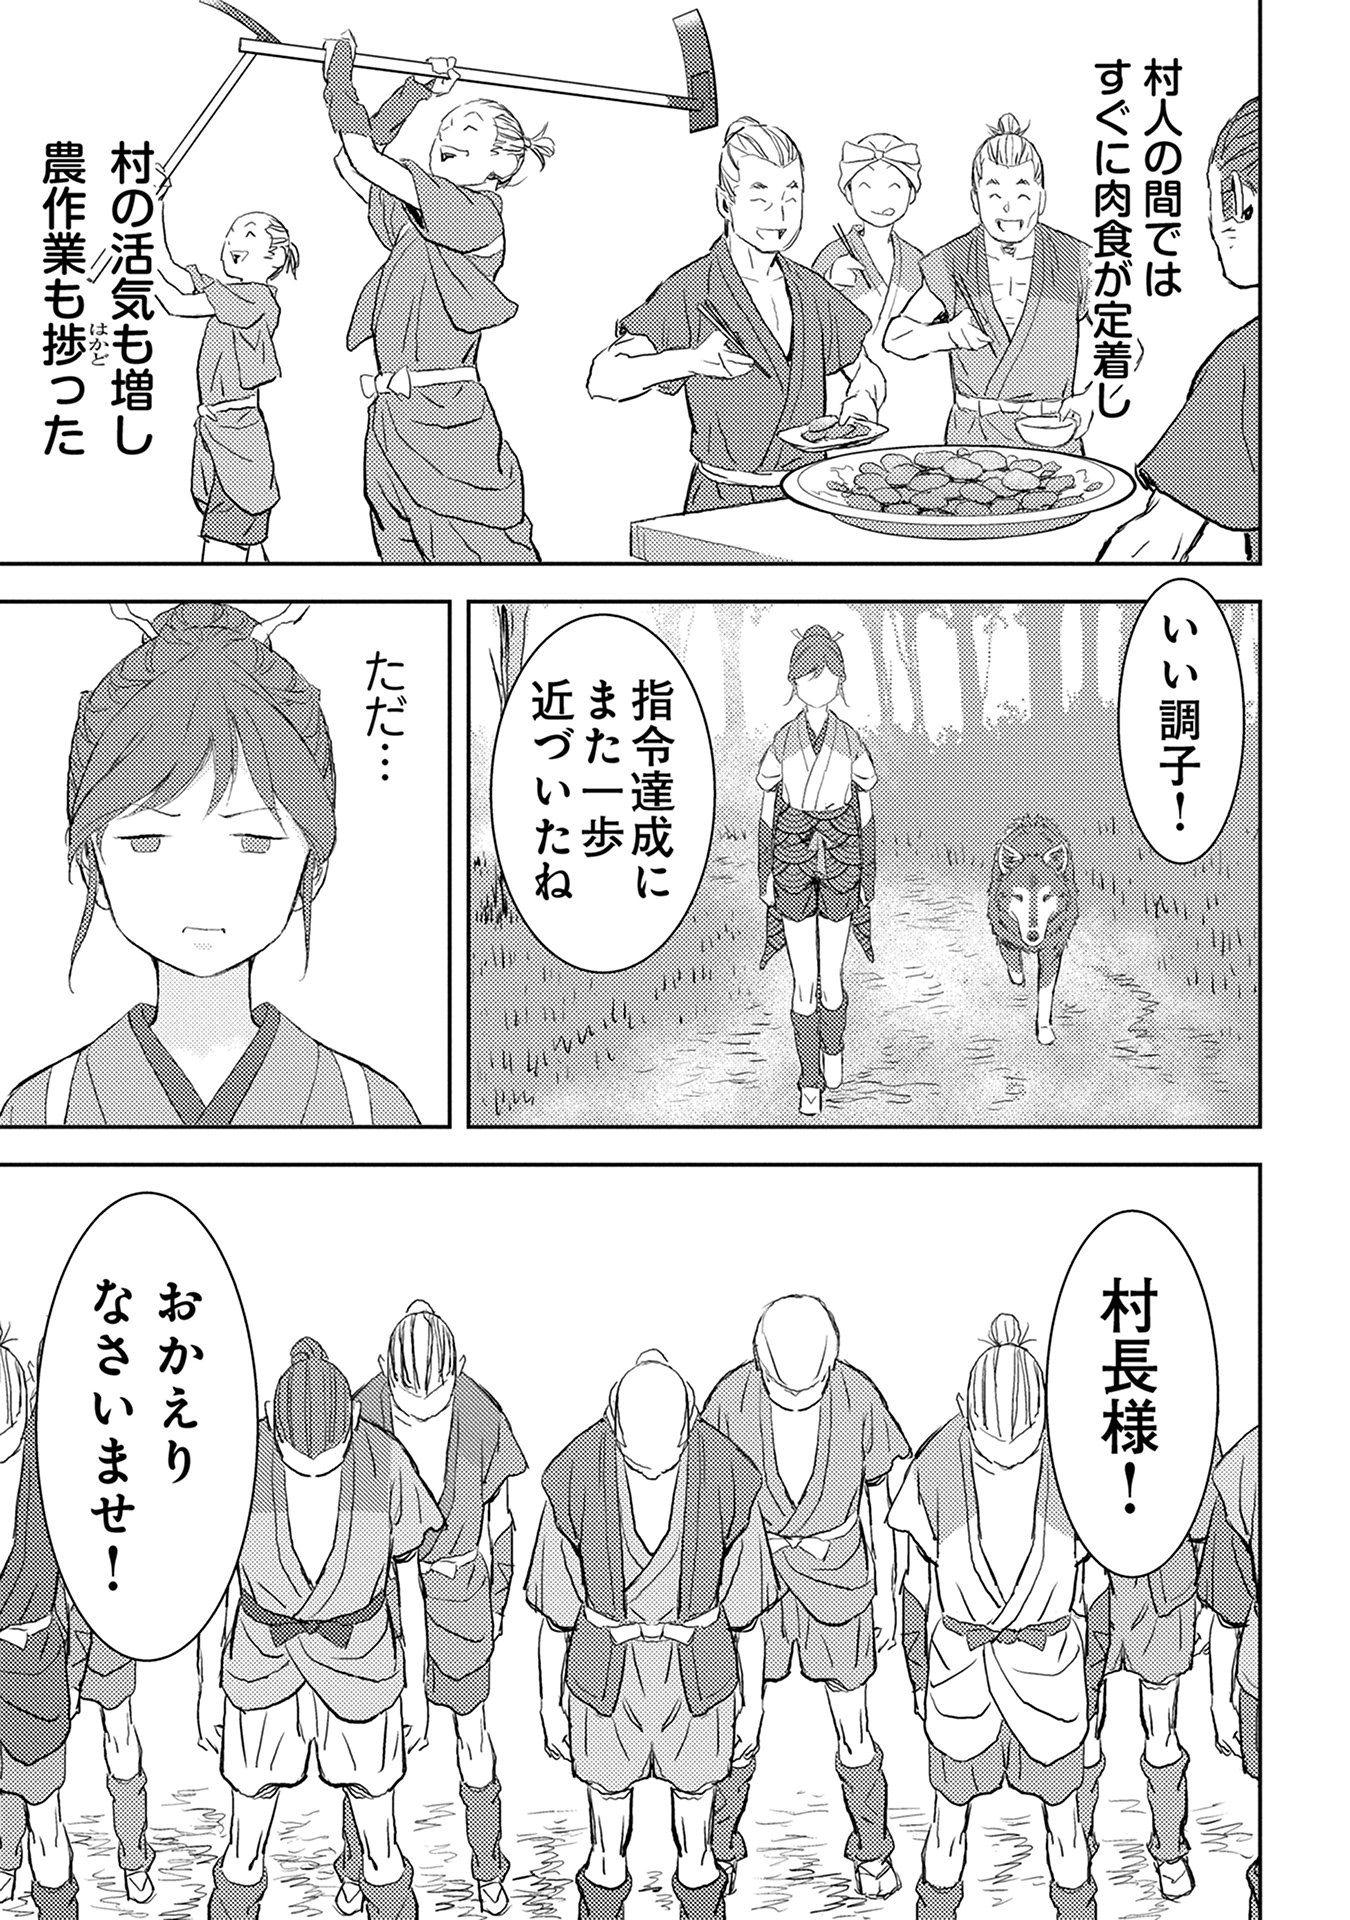 村人の間では
すぐに肉食が定着し
村の活気も増し
農作業も捗った
はかど
いい調子！
指令達成に
また一歩
近づいたね
ただ…
村長様！
おかえり
なさいませ！